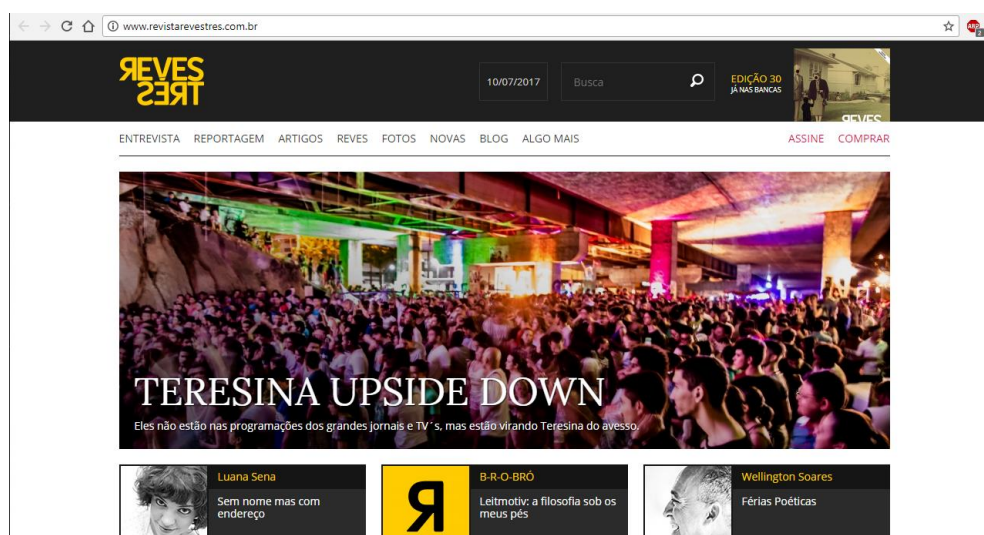 www.revistarevestres.com.br
REVES
TRES
10/07/2017
Busca
EDIÇÃO 30
JÁ NAS BANCAS
REVES
ENTREVISTA REPORTAGEM ARTIGOS REVES FOTOS NOVAS BLOG ALGO MAIS
ASSINE COMPRAR
TERESINA UPSIDE DOWN
Eles não estão nas programações dos grandes jornais e TV´s, mas estão virando Teresina do avesso.
Luana Sena
Sem nome mas com
endereço
B-R-O-BRÓ
Leitmotiv: a filosofia sob os
meus pés
Wellington Soares
Férias Poéticas